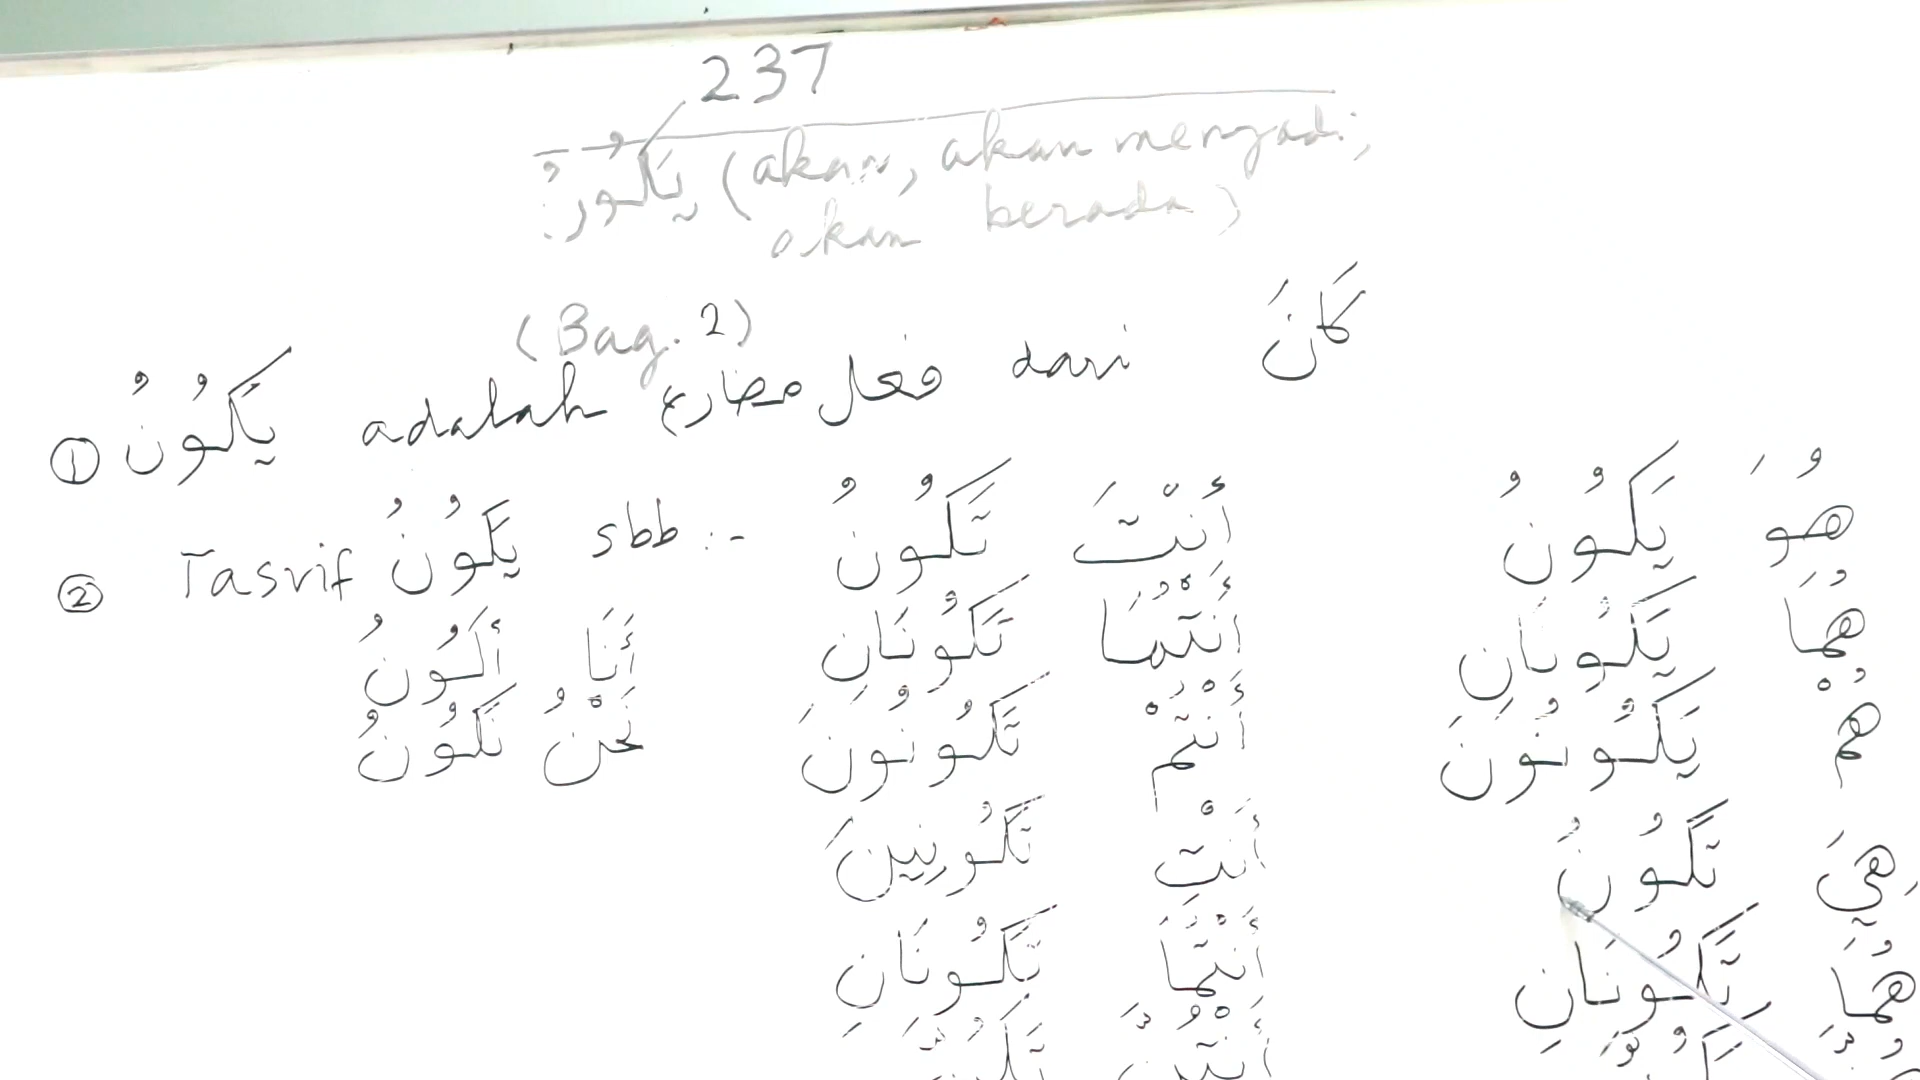 237
يَكُوْنُ (akan, akan menjadi,
akan berada)
(Bag. 2)
① يَكُوْنُ adalah فعل مضارع dari كَانَ
② Tasrif يَكُوْنُ sbb :-
هُوَ يَكُوْنُ
هُمَا يَكُوْنَانِ
هُمْ يَكُوْنُوْنَ
هِيَ تَكُوْنُ
هُمَا تَكُوْنَانِ
أَنْتَ تَكُوْنُ
أَنْتُمَا تَكُوْنَانِ
أَنْتُمْ تَكُوْنُوْنَ
أَنْتِ تَكُوْنِيْنَ
أَنْتُمَا تَكُوْنَانِ
أَنَا أَكُوْنُ
نَحْنُ نَكُوْنُ